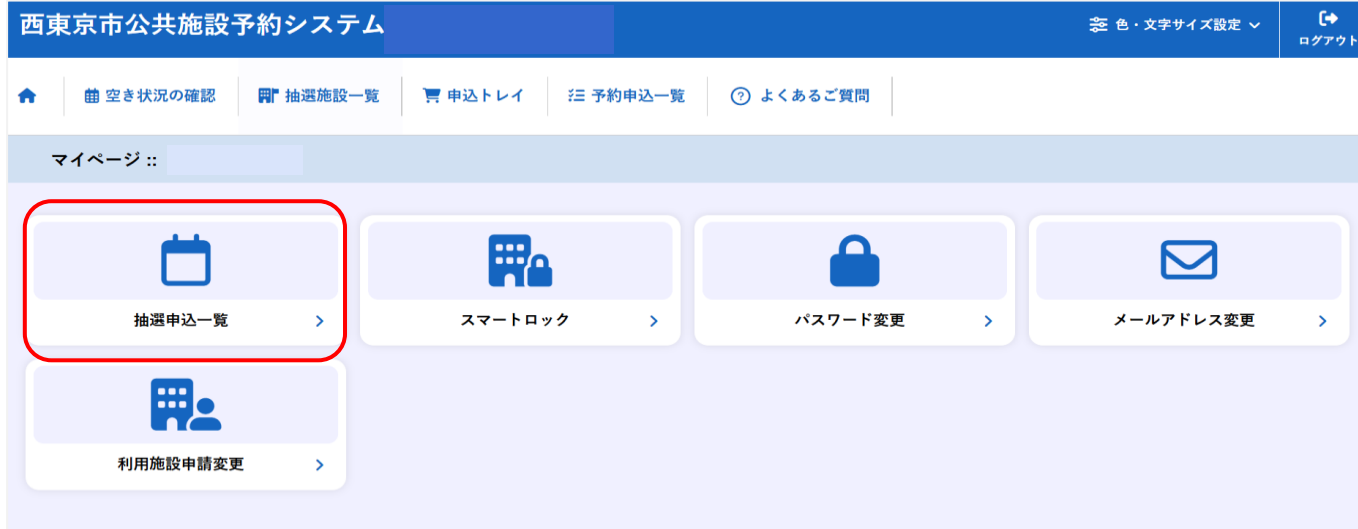 西東京市公共施設予約システム
色・文字サイズ設定
ログアウト
空き状況の確認
抽選施設一覧
申込トレイ
予約申込一覧
よくあるご質問
マイページ ::
抽選申込一覧
スマートロック
パスワード変更
メールアドレス変更
利用施設申請変更